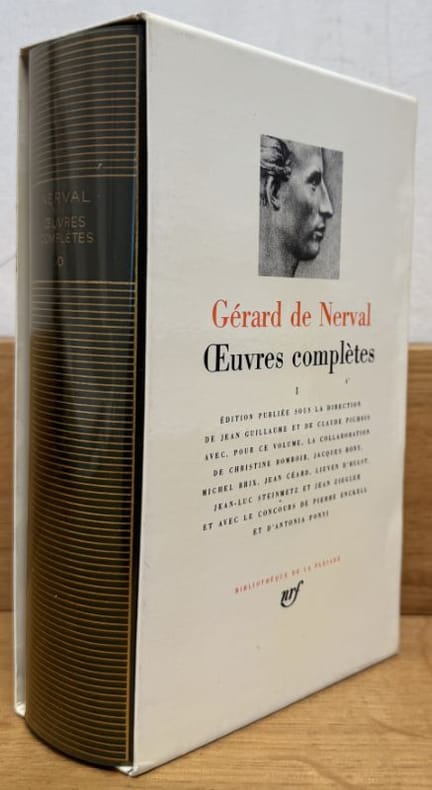 NERVAL
ŒUVRES
COMPLÈTES
Gérard de Nerval
Œuvres complètes
I
ÉDITION PUBLIÉE SOUS LA DIRECTION
DE JEAN GUILLAUME ET DE CLAUDE PICHOIS
AVEC, POUR CE VOLUME, LA COLLABORATION
DE CHRISTINE BOMBOIR, JACQUES BONY,
MICHEL BRIX, JEAN CÉARD, LIEVEN D'HULST,
JEAN-LUC STEINMETZ ET JEAN ZIEGLER
ET AVEC LE CONCOURS DE PIERRE ENCKELL
ET D'ANTONIA FONYI
BIBLIOTHÈQUE DE LA PLÉIADE
nrf